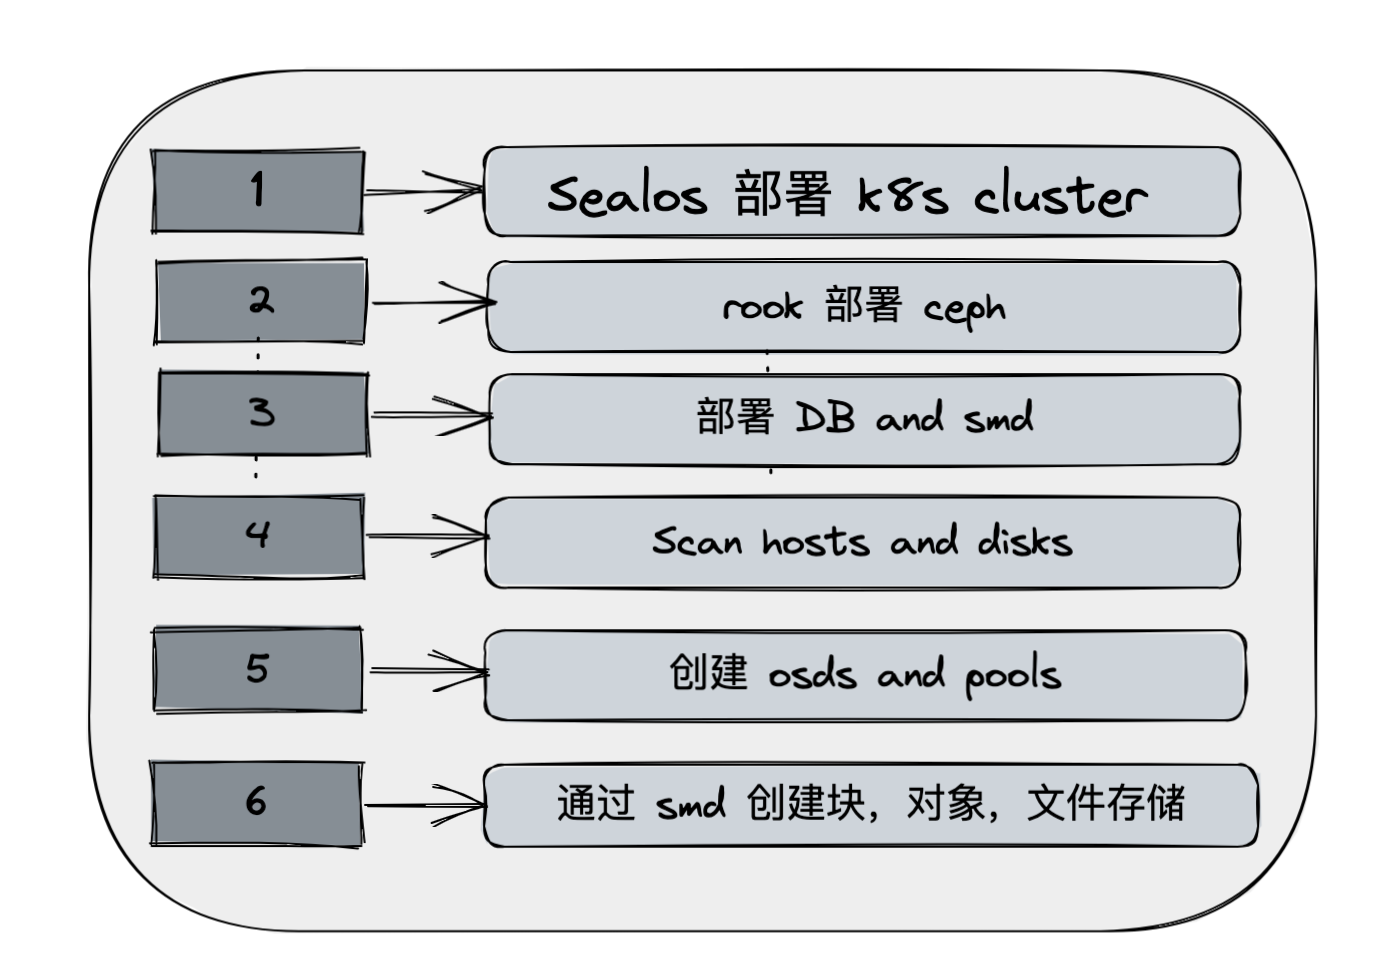 1
Sealos 部署 k8s cluster
2
rook 部署 ceph
3
部署 DB and smd
4
Scan hosts and disks
5
创建 osds and pools
6
通过 smd 创建块，对象，文件存储